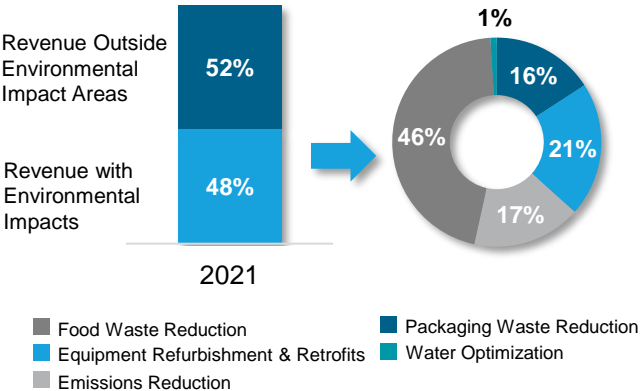 Revenue Outside
Environmental
Impact Areas
52%
Revenue with
Environmental
Impacts
48%
2021
1%
16%
46%
21%
17%
Food Waste Reduction
Packaging Waste Reduction
Equipment Refurbishment & Retrofits
Water Optimization
Emissions Reduction